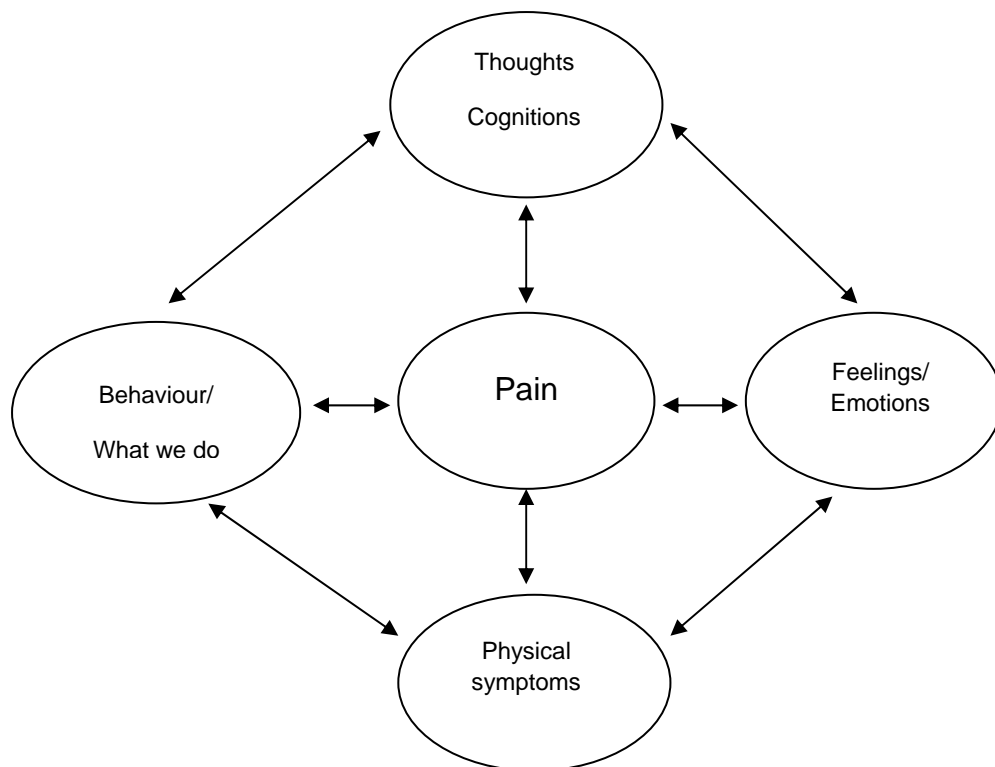 Thoughts
Cognitions
Behaviour/
What we do
Pain
Feelings/
Emotions
Physical
symptoms